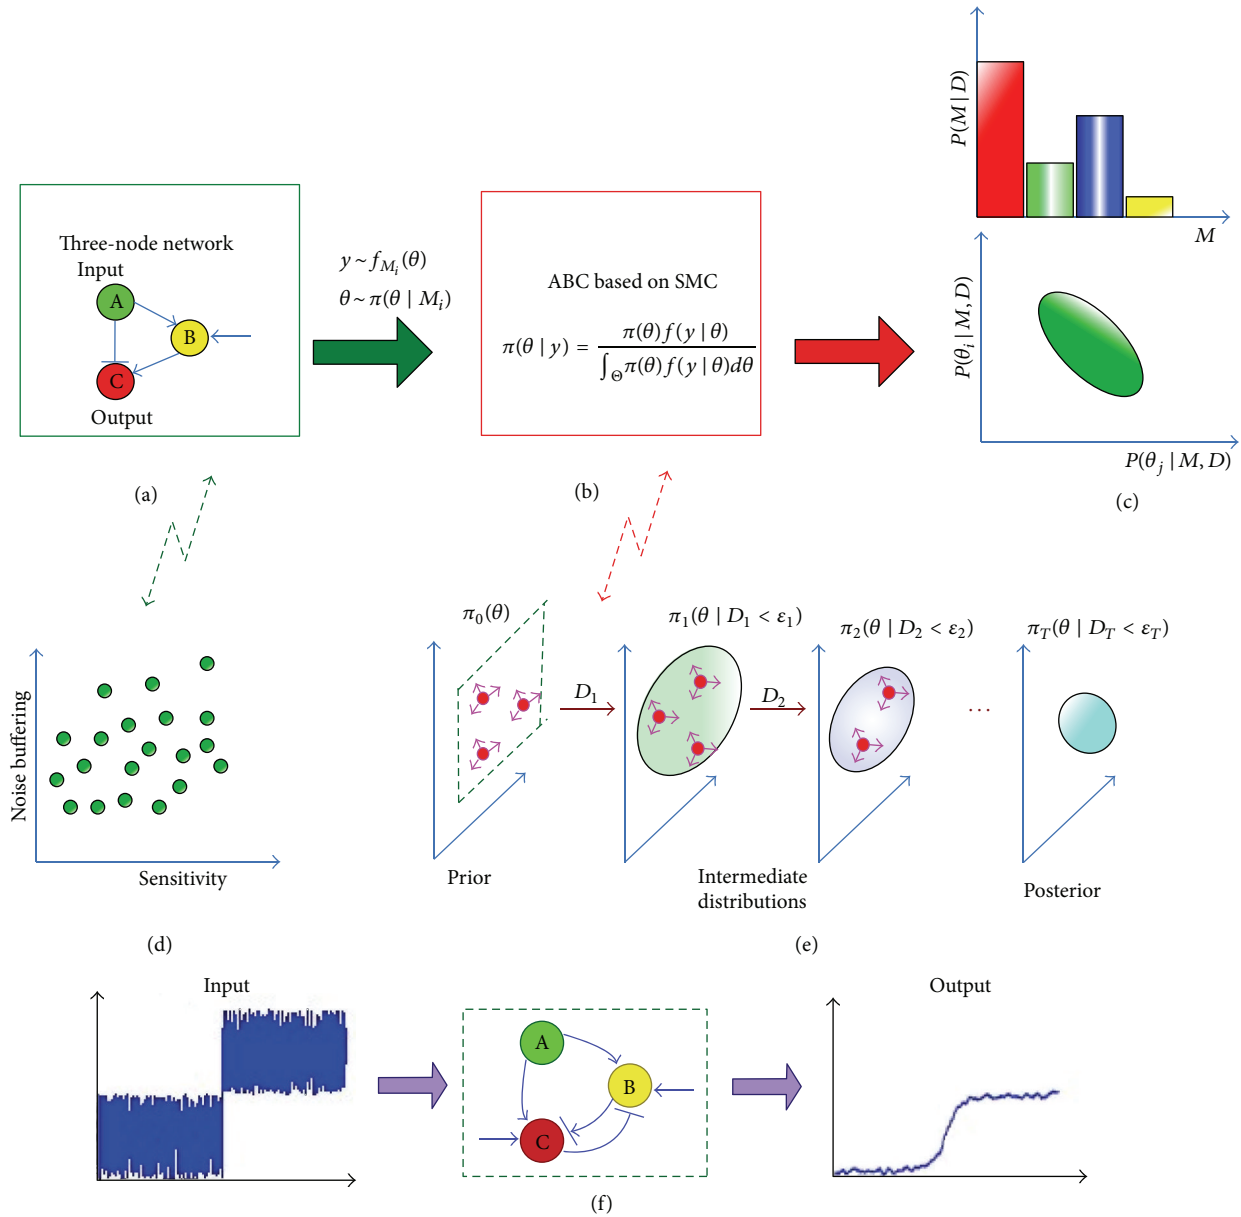 Three-node network
Input
A
B
C
Output
(a)
y ~ f_{M_i}(θ)
θ ~ π(θ | M_i)
ABC based on SMC
π(θ | y) = π(θ) f(y | θ) / ∫_Θ π(θ) f(y | θ)dθ
(b)
P(M | D)
M
P(θ_i | M, D)
P(θ_j | M, D)
(c)
Noise buffering
Sensitivity
(d)
π_0(θ)
D_1
π_1(θ | D_1 < ε_1)
D_2
π_2(θ | D_2 < ε_2)
...
π_T(θ | D_T < ε_T)
Prior
Intermediate
distributions
Posterior
(e)
Input
A
B
C
Output
(f)